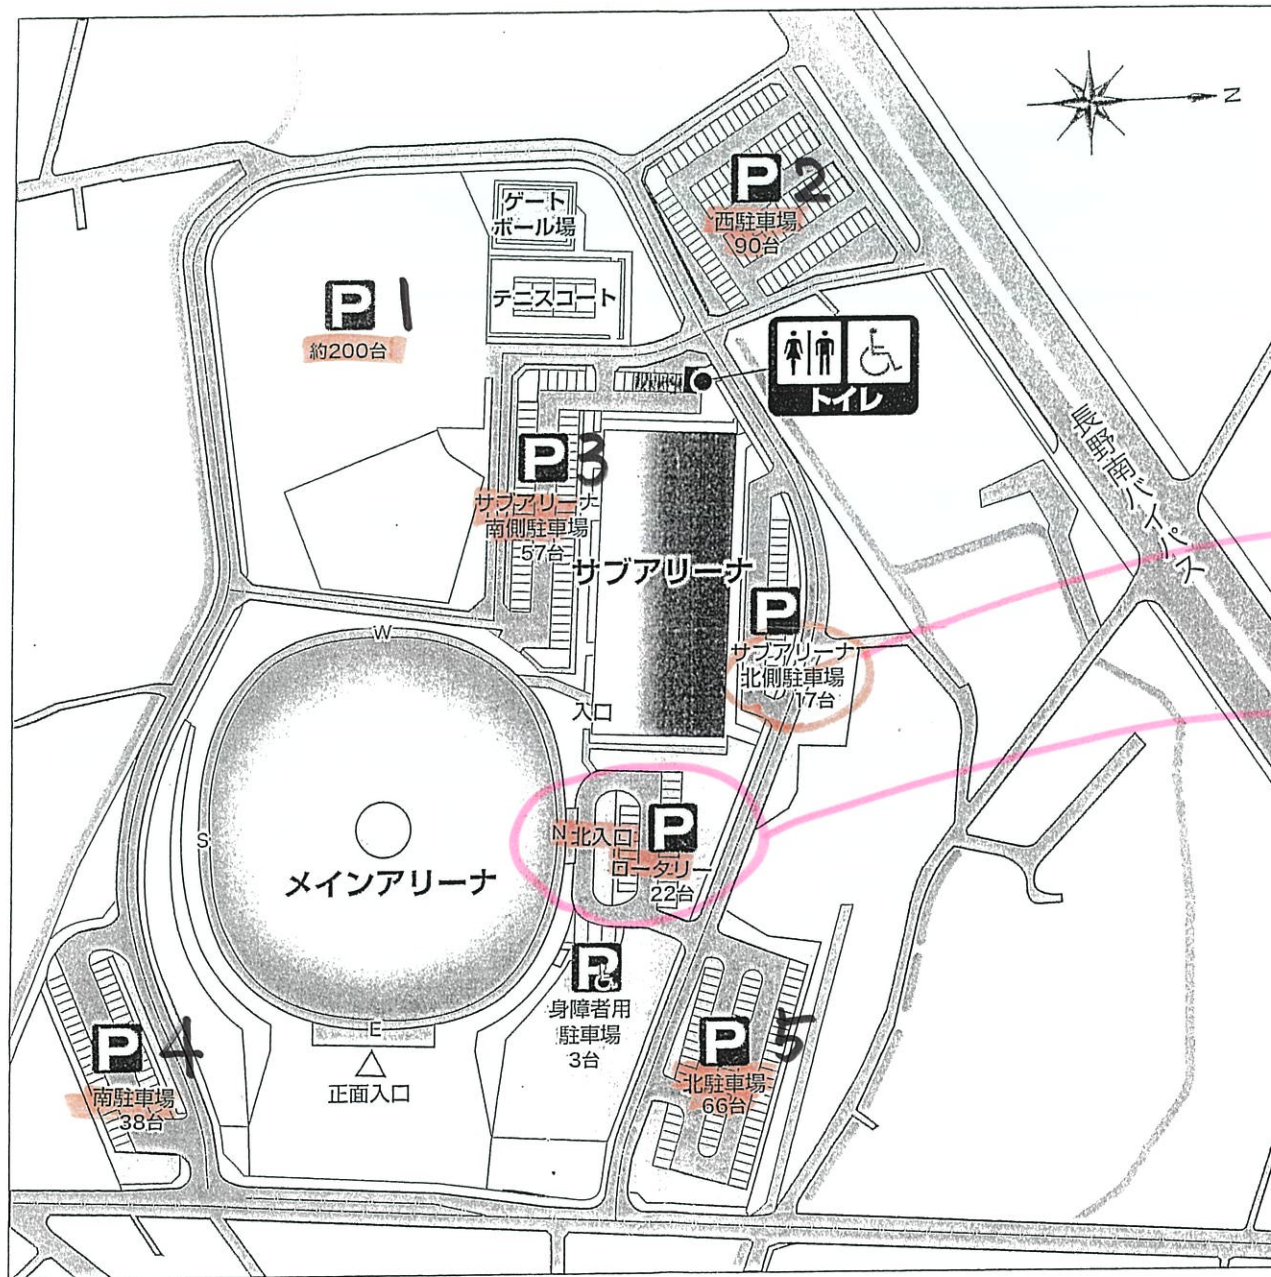 N
P 2
西駐車場
90台
ゲート
ボール場
テニスコート
P 1
約200台
トイレ
長野南バイパス
P 3
サブアリーナ
南側駐車場
57台
サブアリーナ
P
サブアリーナ
北側駐車場
17台
W
入口
S
N 北入口
P
ロータリー
22台
メインアリーナ
P
身障者用
駐車場
3台
E
正面入口
P 4
南駐車場
38台
P 5
北駐車場
66台